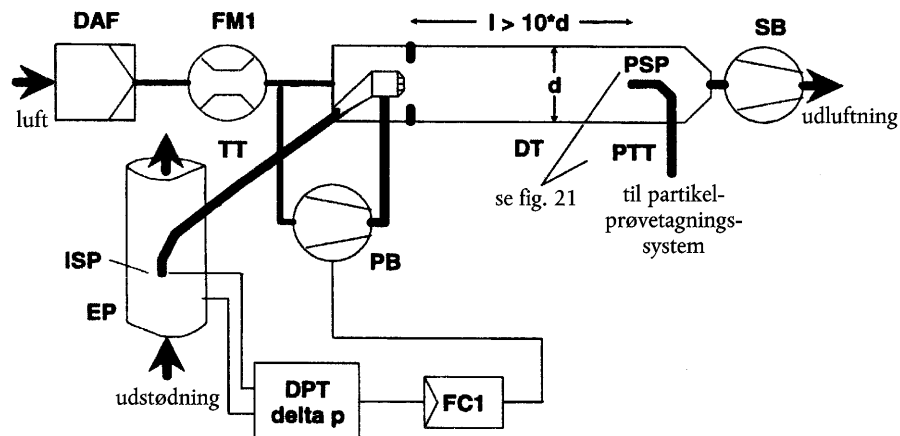 DAF
FM1
l > 10*d
SB
luft
d
PSP
udluftning
TT
DT
PTT
se fig. 21
til partikel-
prøvetagnings-
system
ISP
PB
EP
udstødning
DPT
delta p
FC1